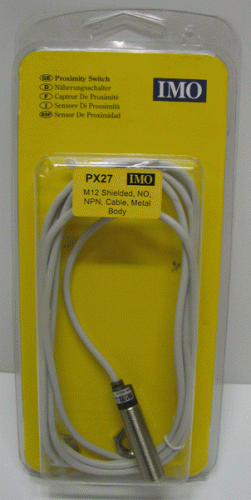 GB Proximity Switch
D Näherungsschalter
F Capteur De Proximité
I Sensore Di Prossimità
ESP Sensor De Proximidad
IMO
PX27 IMO
M12 Shielded, NO,
NPN, Cable, Metal
Body